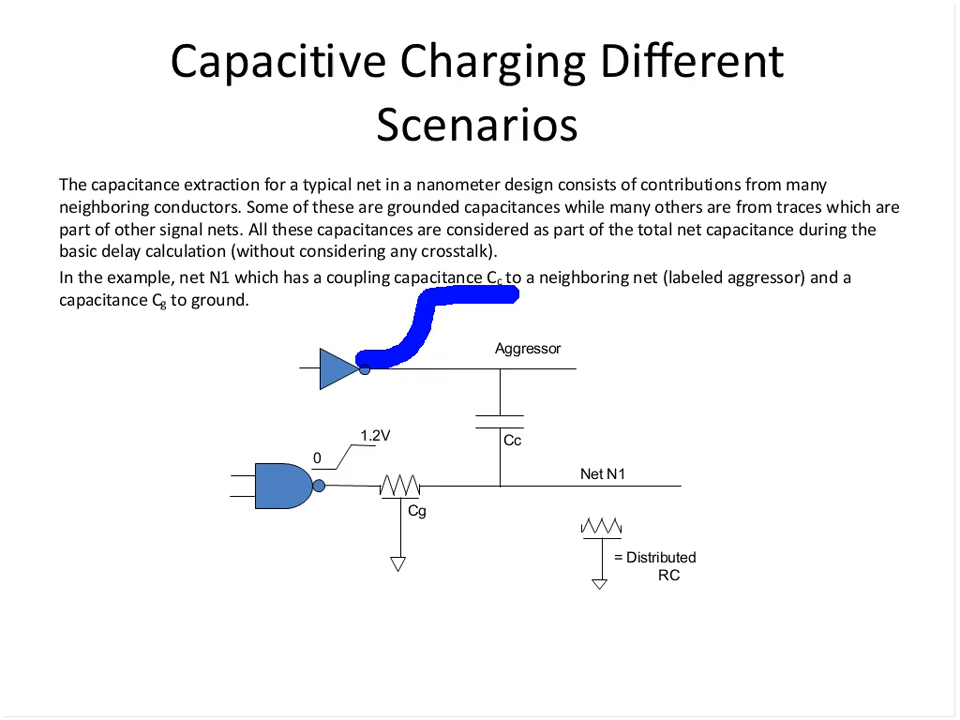 Capacitive Charging Different
Scenarios
The capacitance extraction for a typical net in a nanometer design consists of contributions from many
neighboring conductors. Some of these are grounded capacitances while many others are from traces which are
part of other signal nets. All these capacitances are considered as part of the total net capacitance during the
basic delay calculation (without considering any crosstalk).
In the example, net N1 which has a coupling capacitance Cc to a neighboring net (labeled aggressor) and a
capacitance Cg to ground.
Aggressor
1.2V
Cc
0
Net N1
Cg
= Distributed
RC